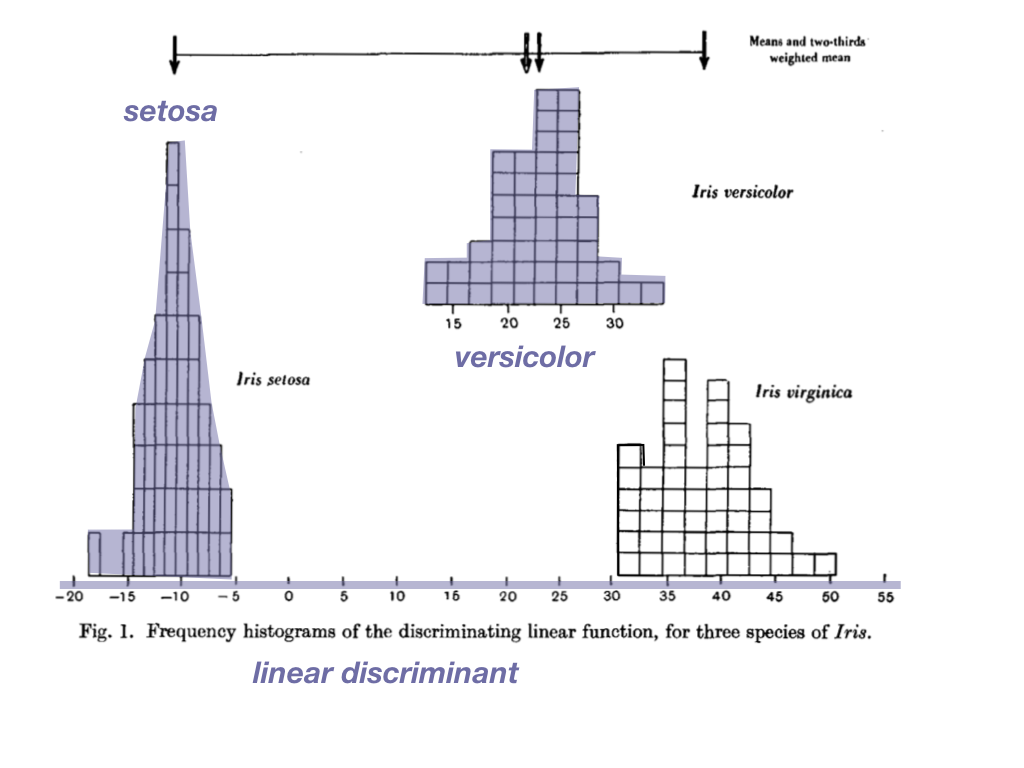 Means and two-thirds
weighted mean
setosa
Iris versicolor
15 20 25 30
versicolor
Iris setosa
Iris virginica
−20 −15 −10 −5 0 5 10 15 20 25 30 35 40 45 50 55
Fig. 1. Frequency histograms of the discriminating linear function, for three species of Iris.
linear discriminant